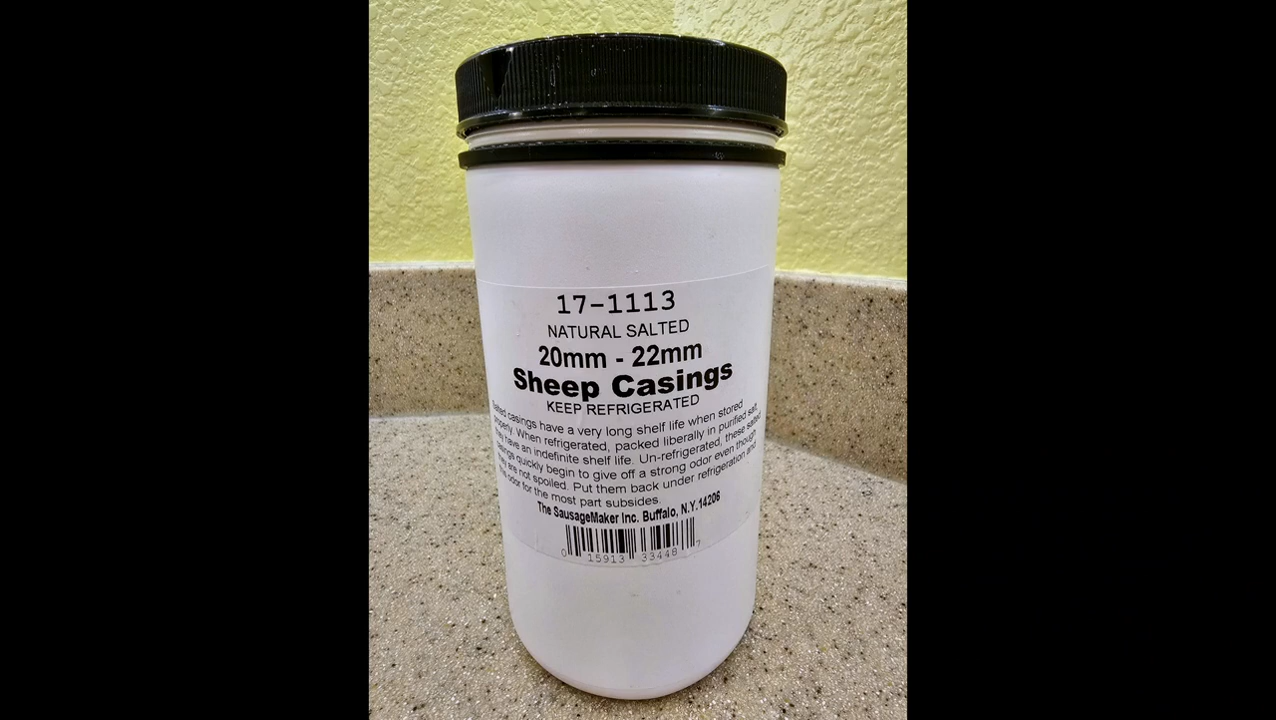 17-1113
NATURAL SALTED
20mm - 22mm
Sheep Casings
KEEP REFRIGERATED
Salted casings have a very long shelf life when stored
properly. When refrigerated, packed liberally in purified salt,
they have an indefinite shelf life. Un-refrigerated, these salted
casings quickly begin to give off a strong odor even though
they are not spoiled. Put them back under refrigeration and
this odor for the most part subsides.
The SausageMaker Inc. Buffalo, N.Y.14206
0 15913 33448 7